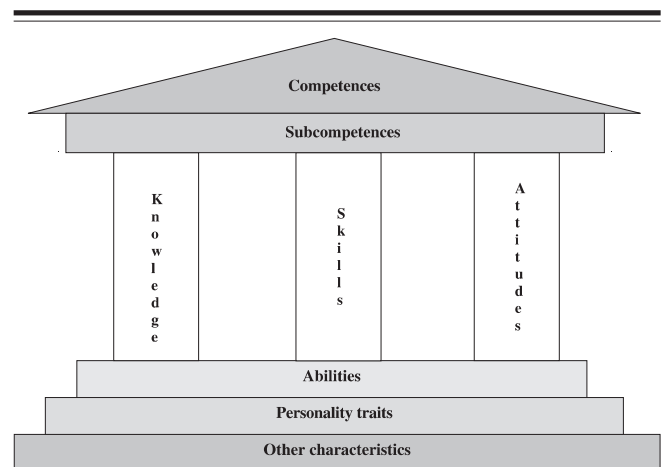 Competences
Subcompetences
Knowledge
Skills
Attitudes
Abilities
Personality traits
Other characteristics